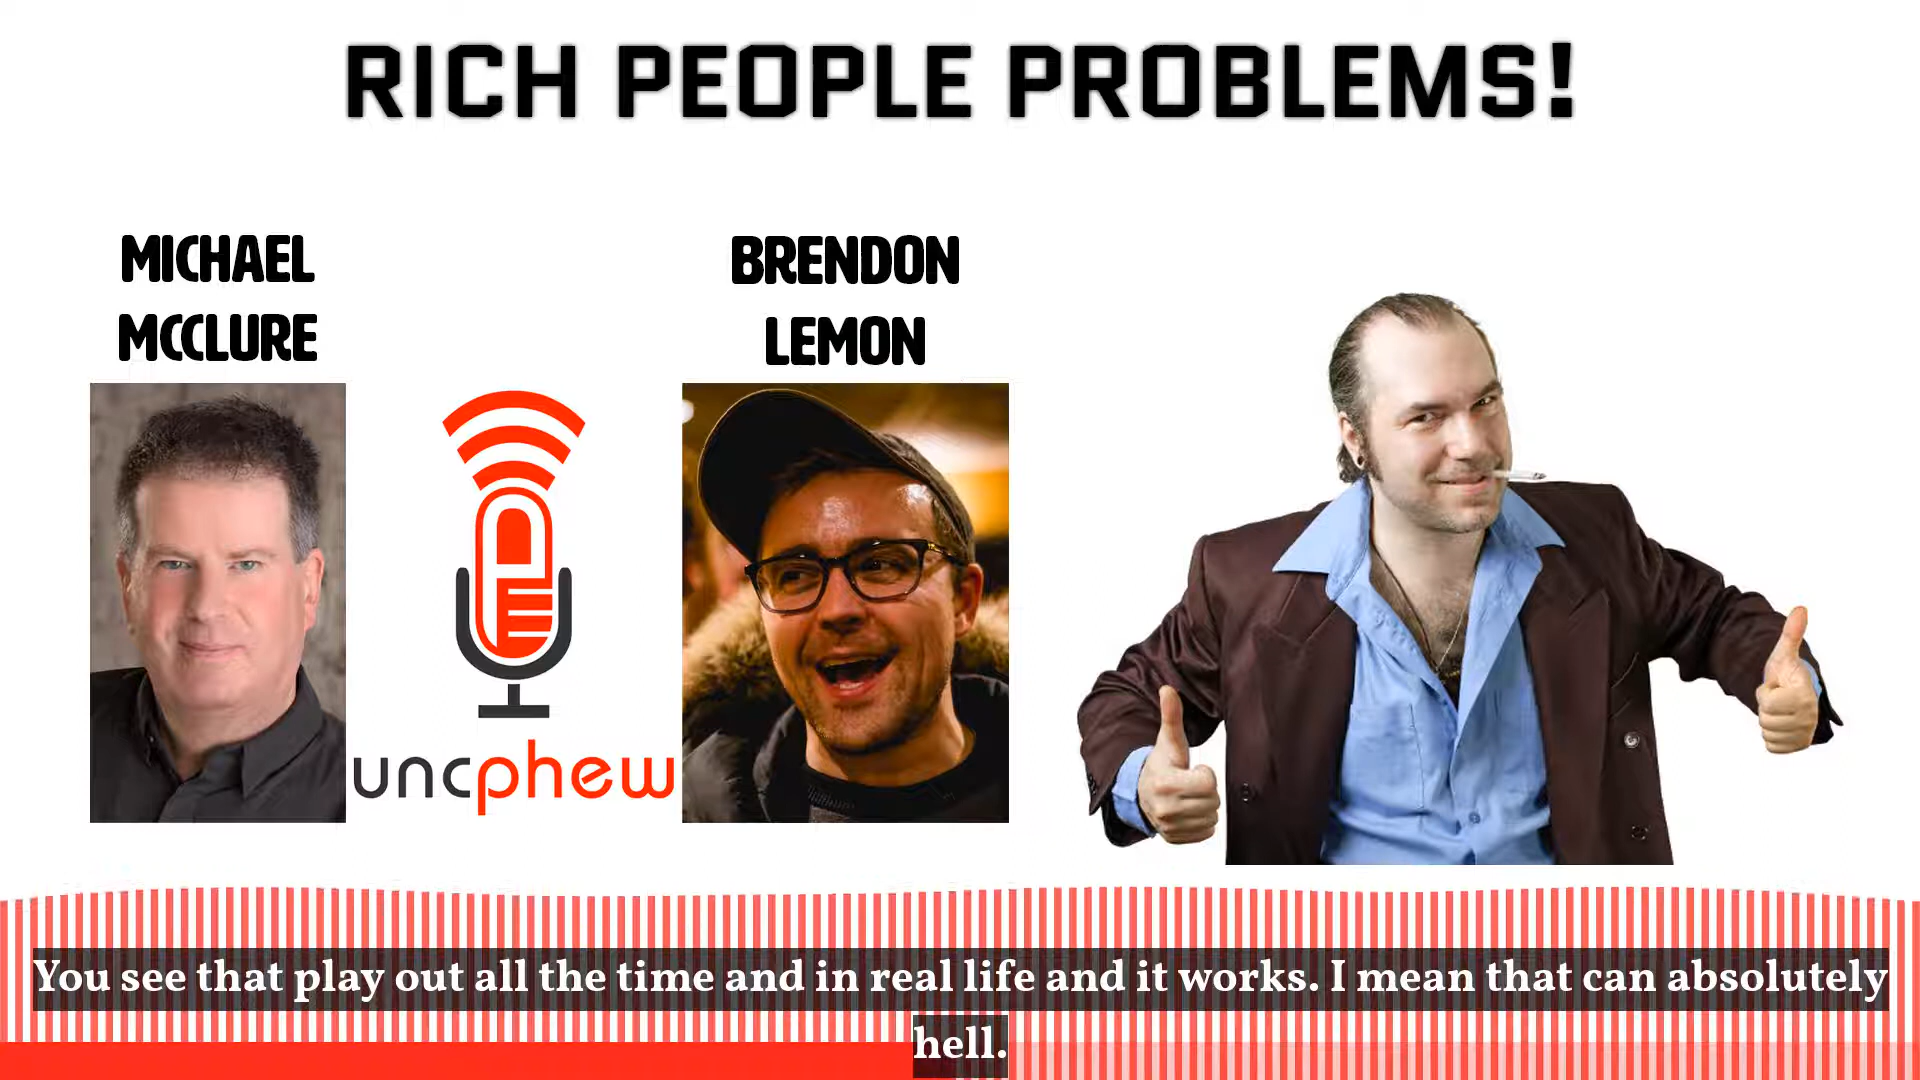 RICH PEOPLE PROBLEMS!
MICHAEL
MCCLURE
BRENDON
LEMON
uncphew
You see that play out all the time and in real life and it works. I mean that can absolutely
hell.